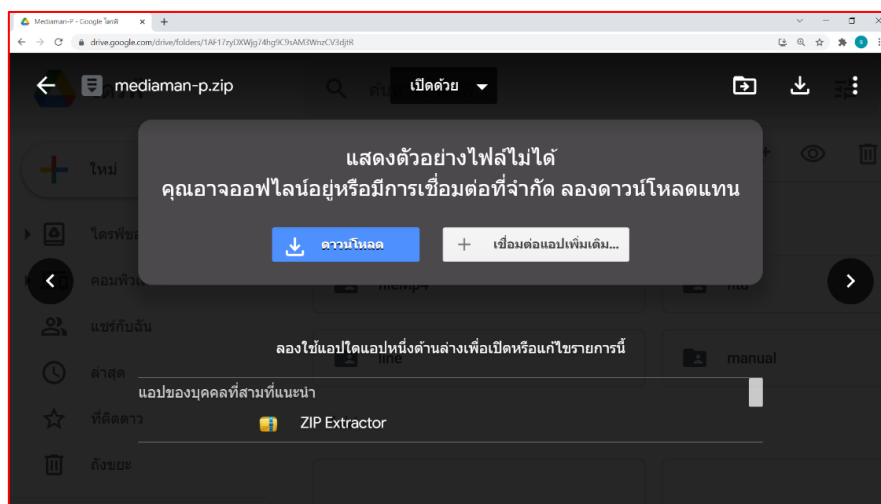 Mediaman-P - Google ไดรฟ์
drive.google.com/drive/folders/1AF17zyDXWjg74hg9C9sAM3WnzCV3djtR
mediaman-p.zip
เปิดด้วย
แสดงตัวอย่างไฟล์ไม่ได้
คุณอาจออฟไลน์อยู่หรือมีการเชื่อมต่อที่จำกัด ลองดาวน์โหลดแทน
ใหม่
ดาวน์โหลด
เชื่อมต่อแอปเพิ่มเติม...
คอมพิวเ
แชร์กับฉัน
ลองใช้แอปใดแอปหนึ่งด้านล่างเพื่อเปิดหรือแก้ไขรายการนี้
line
manual
ล่าสุด
แอปของบุคคลที่สามที่แนะนำ
ที่ติดดาว
ZIP Extractor
ถังขยะ